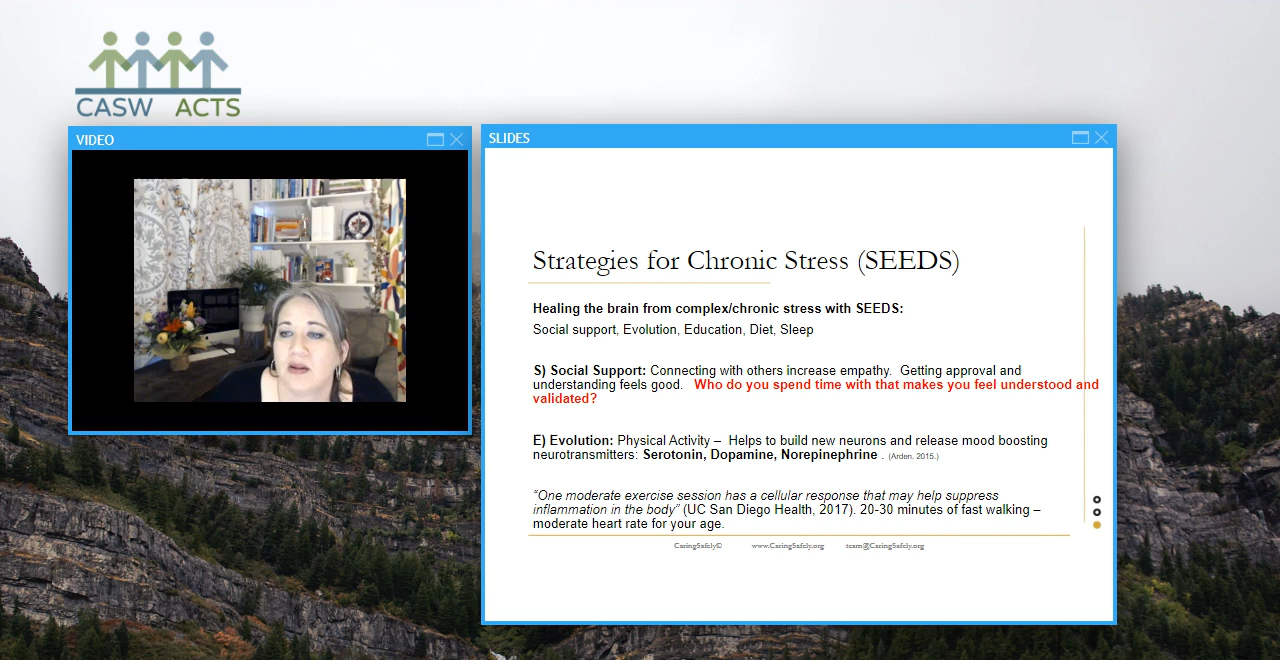 CASW ACTS
VIDEO
SLIDES
Strategies for Chronic Stress (SEEDS)
Healing the brain from complex/chronic stress with SEEDS:
Social support, Evolution, Education, Diet, Sleep
S) Social Support: Connecting with others increase empathy. Getting approval and
understanding feels good. Who do you spend time with that makes you feel understood and
validated?
E) Evolution: Physical Activity – Helps to build new neurons and release mood boosting
neurotransmitters: Serotonin, Dopamine, Norepinephrine . (Arden. 2015.)
“One moderate exercise session has a cellular response that may help suppress
inflammation in the body” (UC San Diego Health, 2017). 20-30 minutes of fast walking –
moderate heart rate for your age.
CaringSafely© www.CaringSafely.org team@CaringSafely.org